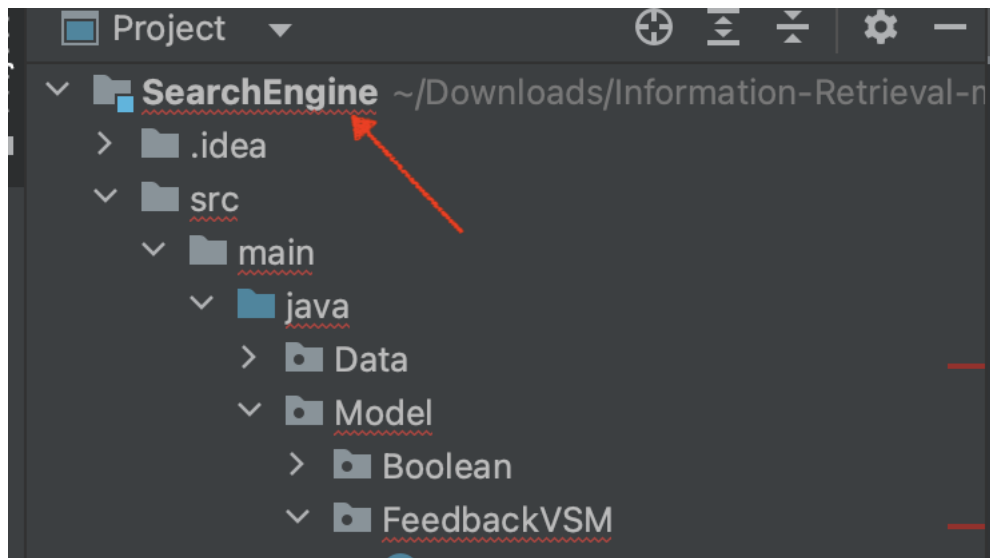 Project
SearchEngine ~/Downloads/Information-Retrieval-
.idea
src
main
java
Data
Model
Boolean
FeedbackVSM